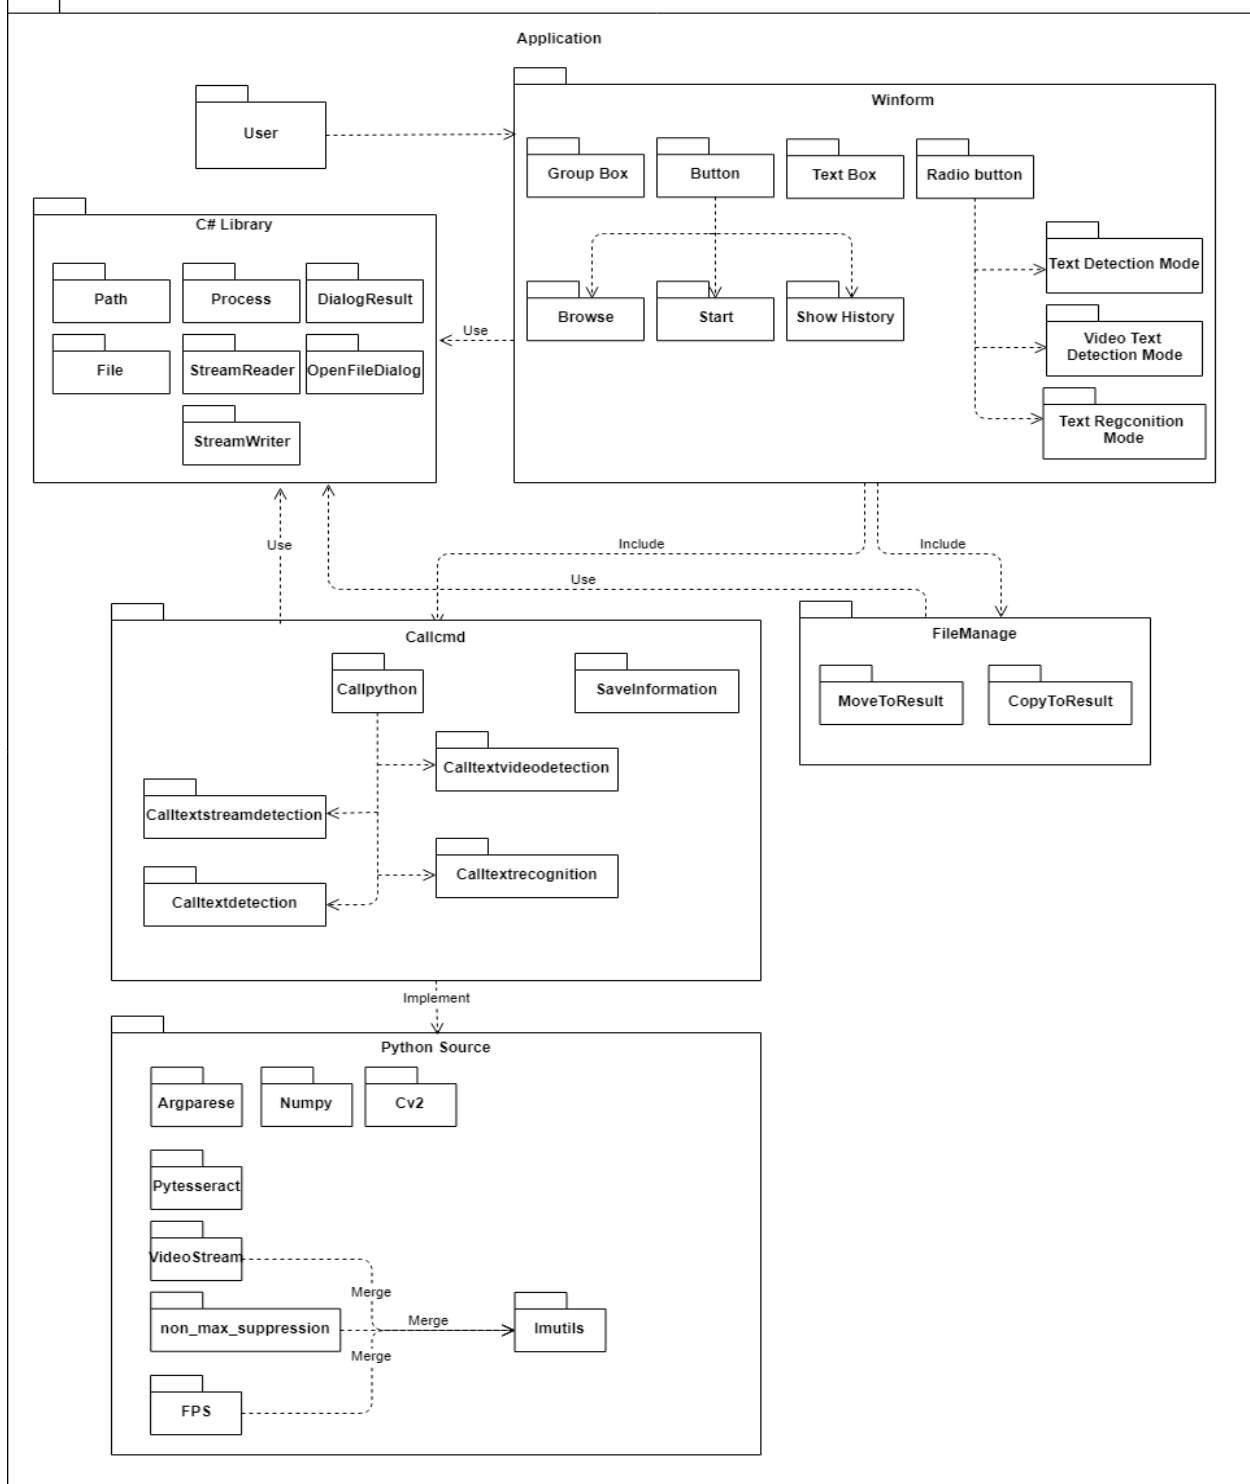 Application
Winform
User
Group Box
Button
Text Box
Radio button
C# Library
Text Detection Mode
Path
Process
DialogResult
Browse
Start
Show History
Use
Video Text
Detection Mode
File
StreamReader
OpenFileDialog
Text Regconition
Mode
StreamWriter
Use
Include
Include
Use
Callcmd
FileManage
Callpython
SaveInformation
MoveToResult
CopyToResult
Calltextvideodetection
Calltextstreamdetection
Calltextrecognition
Calltextdetection
Implement
Python Source
Argparese
Numpy
Cv2
Pytesseract
VideoStream
Merge
non_max_suppression
Merge
Imutils
Merge
FPS